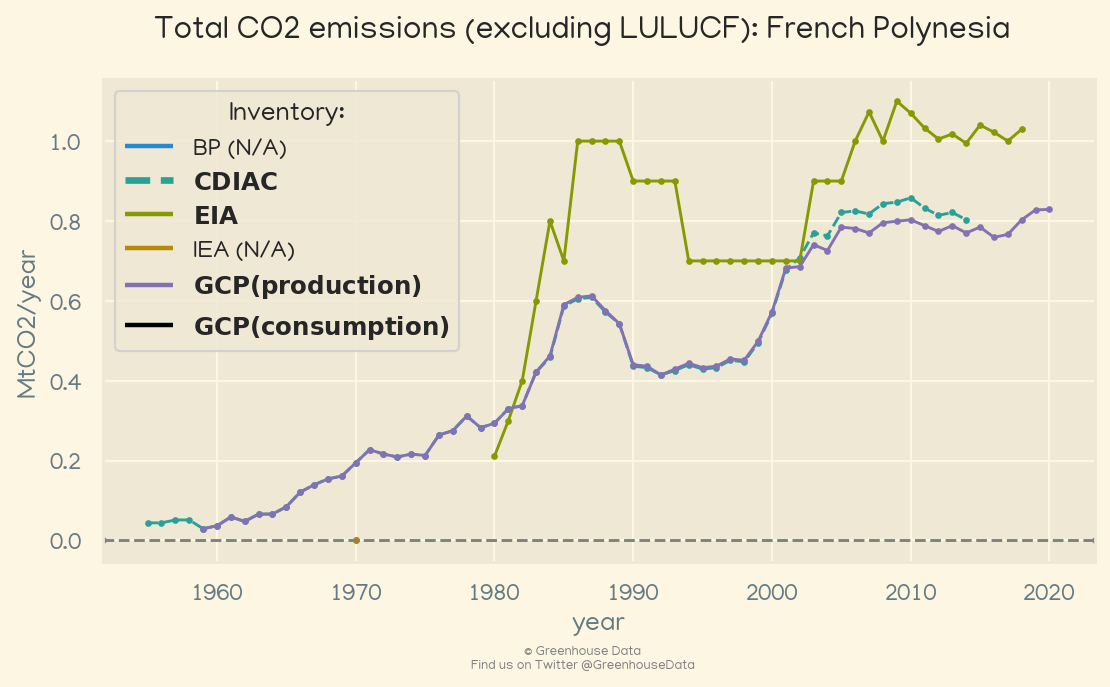 Total CO2 emissions (excluding LULUCF): French Polynesia
Inventory:
BP (N/A)
CDIAC
EIA
IEA (N/A)
GCP(production)
GCP(consumption)
MtCO2/year
1.0
0.8
0.6
0.4
0.2
0.0
1960 1970 1980 1990 2000 2010 2020
year
© Greenhouse Data
Find us on Twitter @GreenhouseData